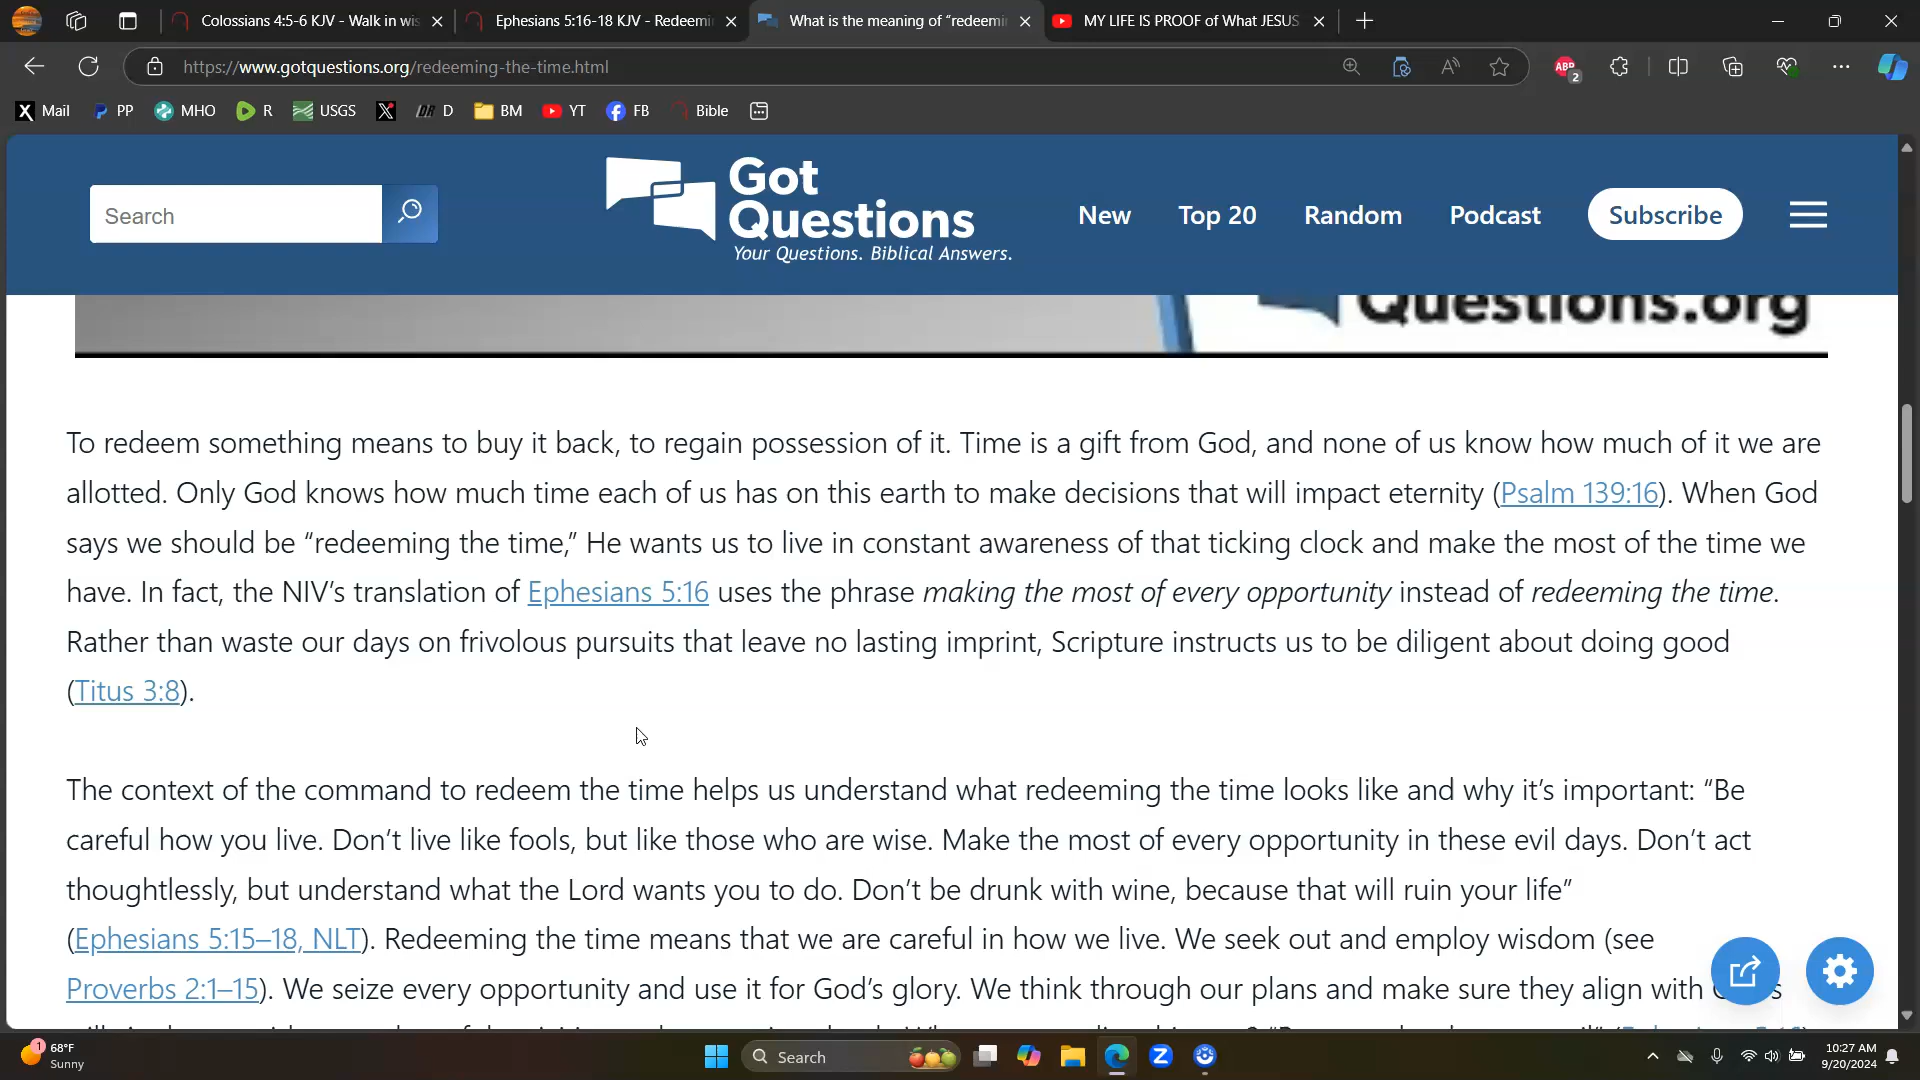 Colossians 4:5-6 KJV - Walk in wis
Ephesians 5:16-18 KJV - Redeemi
What is the meaning of “redeemi
MY LIFE IS PROOF of What JESUS
https://www.gotquestions.org/redeeming-the-time.html
ABP
2
Mail
PP
MHO
R
USGS
DR D
BM
YT
FB
Bible
Search
Got
Questions
Your Questions. Biblical Answers.
New
Top 20
Random
Podcast
Subscribe
Questions.org
To redeem something means to buy it back, to regain possession of it. Time is a gift from God, and none of us know how much of it we are
allotted. Only God knows how much time each of us has on this earth to make decisions that will impact eternity (Psalm 139:16). When God
says we should be “redeeming the time,” He wants us to live in constant awareness of that ticking clock and make the most of the time we
have. In fact, the NIV’s translation of Ephesians 5:16 uses the phrase making the most of every opportunity instead of redeeming the time.
Rather than waste our days on frivolous pursuits that leave no lasting imprint, Scripture instructs us to be diligent about doing good
(Titus 3:8).
The context of the command to redeem the time helps us understand what redeeming the time looks like and why it’s important: “Be
careful how you live. Don’t live like fools, but like those who are wise. Make the most of every opportunity in these evil days. Don’t act
thoughtlessly, but understand what the Lord wants you to do. Don’t be drunk with wine, because that will ruin your life”
(Ephesians 5:15–18, NLT). Redeeming the time means that we are careful in how we live. We seek out and employ wisdom (see
Proverbs 2:1–15). We seize every opportunity and use it for God’s glory. We think through our plans and make sure they align with
1
68°F
Sunny
Search
10:27 AM
9/20/2024